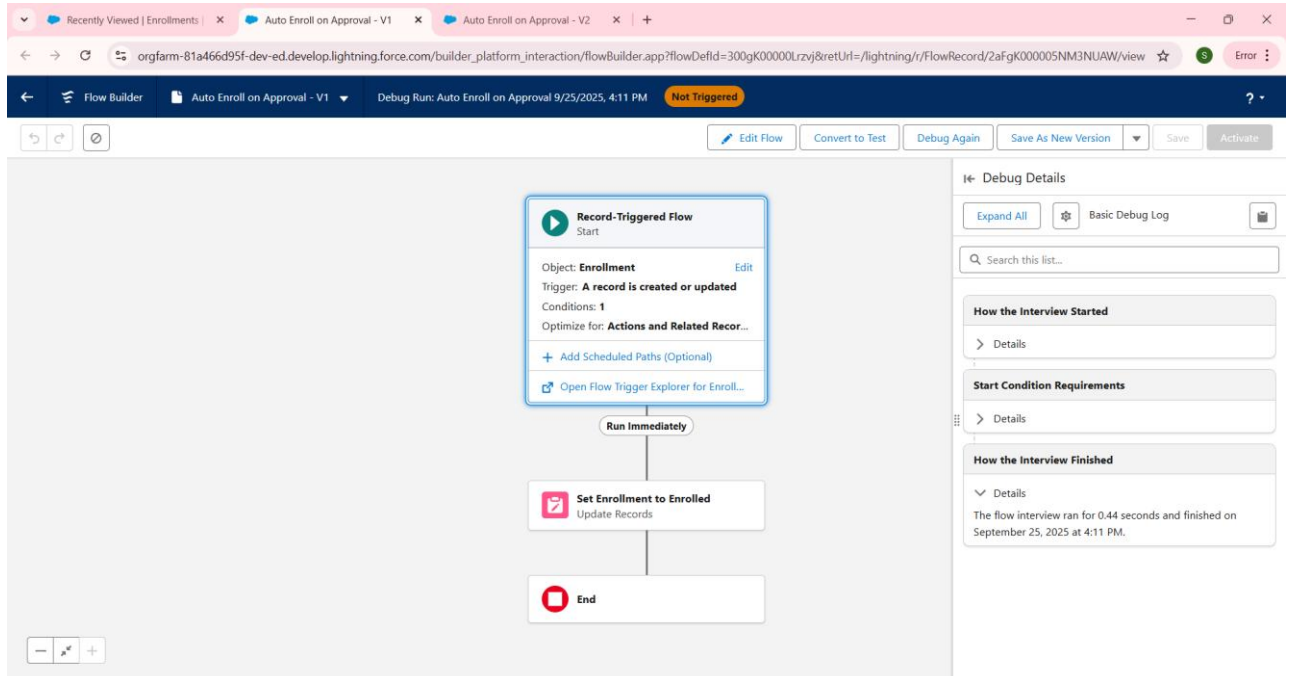 Recently Viewed | Enrollments |
Auto Enroll on Approval - V1
Auto Enroll on Approval - V2
orgfarm-81a466d95f-dev-ed.develop.lightning.force.com/builder_platform_interaction/flowBuilder.app?flowDefId=300gK00000Lrzvj&retUrl=/lightning/r/FlowRecord/2aFgK000005NM3NUAW/view
S
Error
Flow Builder
Auto Enroll on Approval - V1
Debug Run: Auto Enroll on Approval 9/25/2025, 4:11 PM
Not Triggered
?
Edit Flow
Convert to Test
Debug Again
Save As New Version
Save
Activate
Record-Triggered Flow
Start
Object: Enrollment
Edit
Trigger: A record is created or updated
Conditions: 1
Optimize for: Actions and Related Recor...
Add Scheduled Paths (Optional)
Open Flow Trigger Explorer for Enroll...
Run Immediately
Set Enrollment to Enrolled
Update Records
End
Debug Details
Expand All
Basic Debug Log
Search this list...
How the Interview Started
Details
Start Condition Requirements
Details
How the Interview Finished
Details
The flow interview ran for 0.44 seconds and finished on
September 25, 2025 at 4:11 PM.